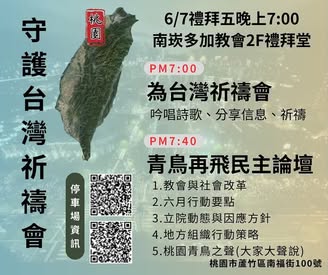 守護台灣祈禱會
桃園
6/7禮拜五晚上7:00
南崁多加教會2F禮拜堂
PM7:00
為台灣祈禱會
吟唱詩歌、分享信息、祈禱
PM7:40
青鳥再飛民主論壇
1.教會與社會改革
2.六月行動要點
3.立院動態與因應方針
4.地方組織行動策略
5.桃園青鳥之聲(大家大聲說)
停車場資訊
桃園市蘆竹區南福街100號